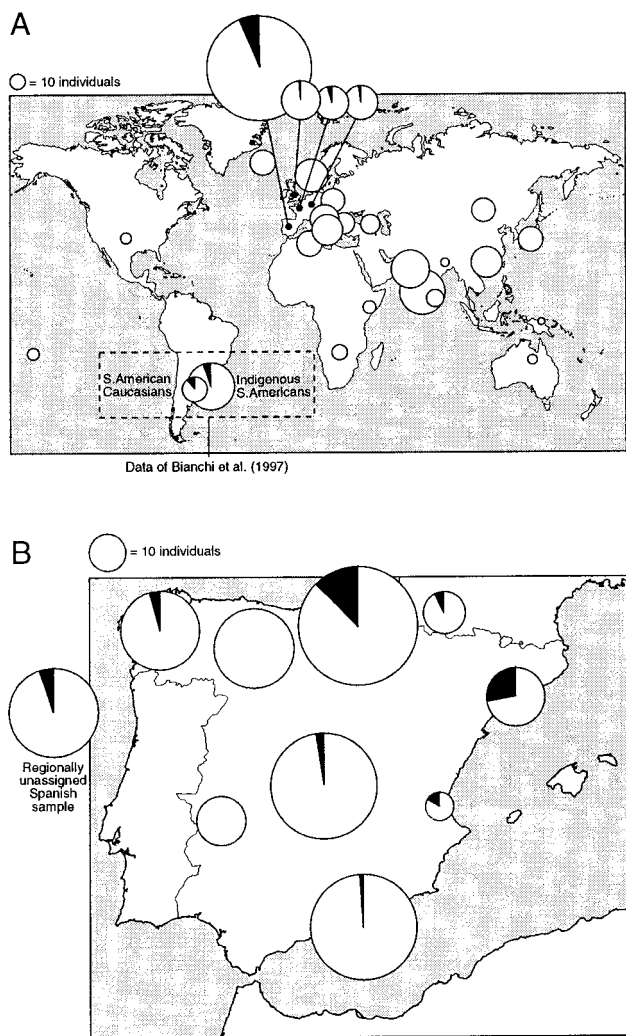 A
= 10 individuals
S.American
Caucasians
Indigenous
S.Americans
Data of Bianchi et al. (1997)
B
= 10 individuals
Regionally
unassigned
Spanish
sample